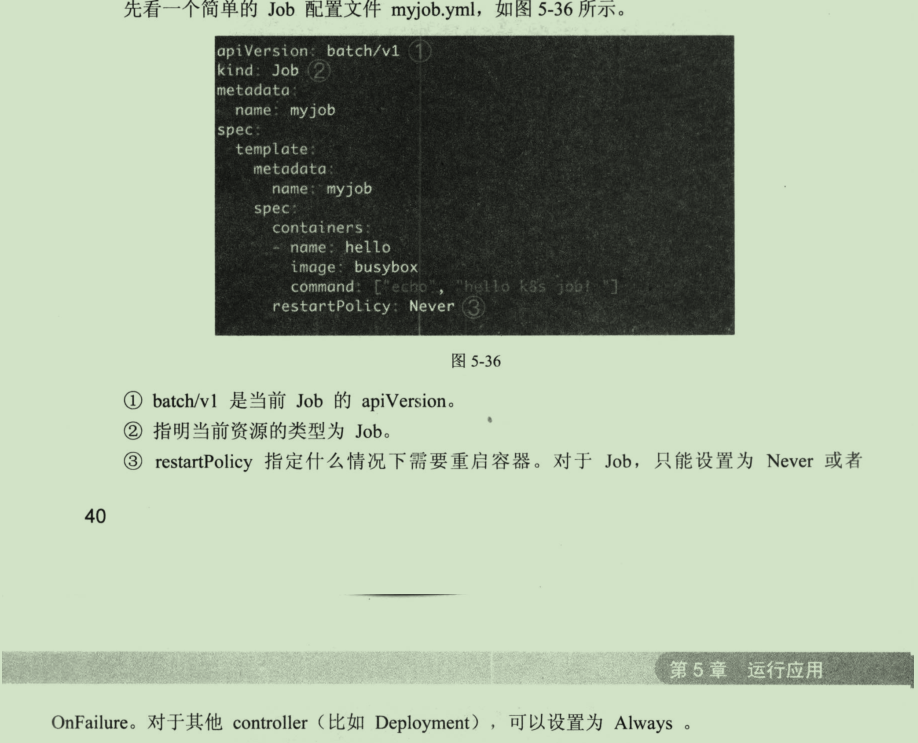 先看一个简单的 Job 配置文件 myjob.yml，如图 5-36 所示。
apiVersion: batch/v1 ①
kind: Job ②
metadata:
  name: myjob
spec:
  template:
    metadata:
      name: myjob
    spec:
      containers:
      - name: hello
        image: busybox
        command: ["echo", "hello k8s job! "]
      restartPolicy: Never ③
图 5-36
① batch/v1 是当前 Job 的 apiVersion。
② 指明当前资源的类型为 Job。
③ restartPolicy 指定什么情况下需要重启容器。对于 Job，只能设置为 Never 或者
40
第 5 章 运行应用
OnFailure。对于其他 controller（比如 Deployment），可以设置为 Always 。